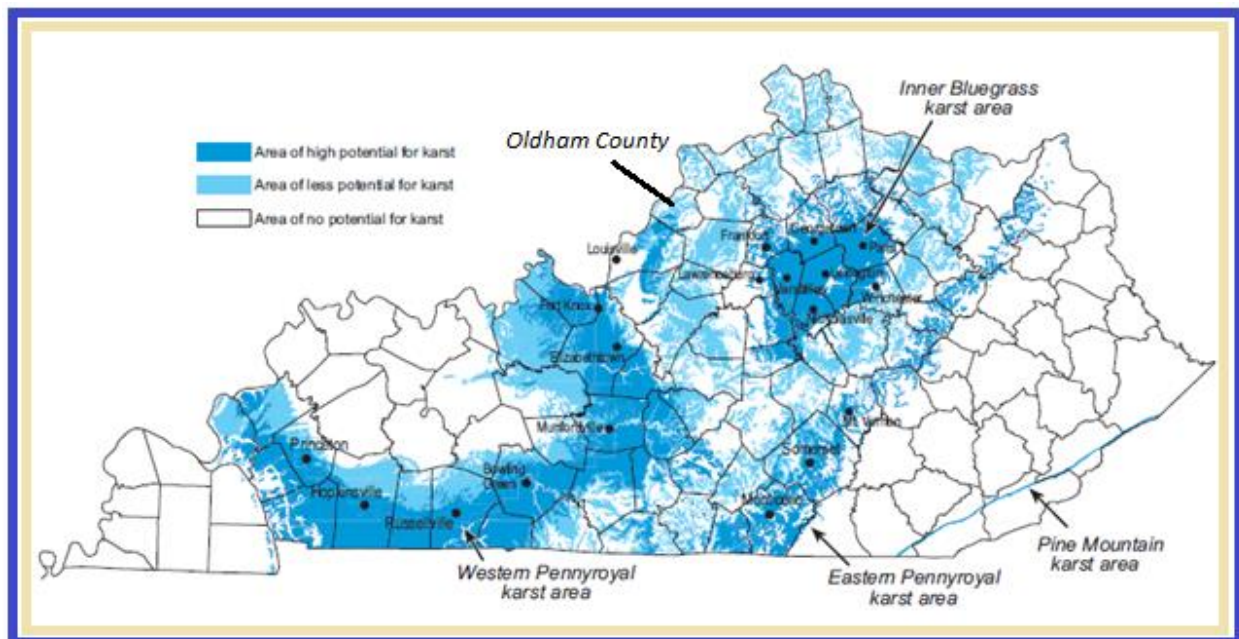 Inner Bluegrass
karst area
Oldham County
Area of high potential for karst
Area of less potential for karst
Area of no potential for karst
Louisville
Frankfort
Georgetown
Paris
Lawrenceburg
Versailles
Lexington
Winchester
Nicholasville
Fort Knox
Elizabethtown
Munfordville
Mt. Vernon
Somerset
Princeton
Bowling
Green
Hopkinsville
Russellville
Monticello
Western Pennyroyal
karst area
Eastern Pennyroyal
karst area
Pine Mountain
karst area